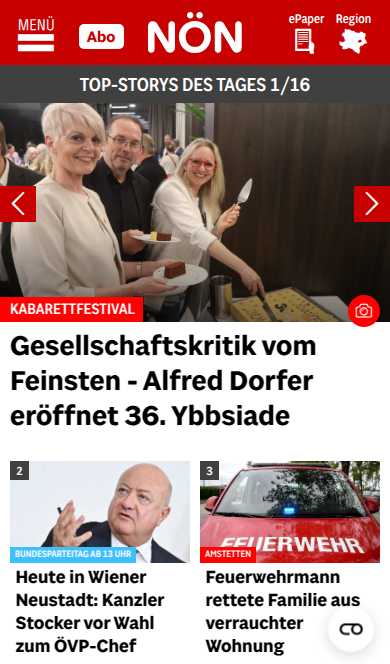 MENÜ
Abo
NÖN
ePaper
Region
TOP-STORYS DES TAGES 1/16
KABARETTFESTIVAL
Gesellschaftskritik vom
Feinsten - Alfred Dorfer
eröffnet 36. Ybbsiade
2
BUNDESPARTEITAG AB 13 UHR
Heute in Wiener
Neustadt: Kanzler
Stocker vor Wahl
zum ÖVP-Chef
3
FEUERWEHR
AMSTETTEN
Feuerwehrmann
rettete Familie aus
verrauchter
Wohnung